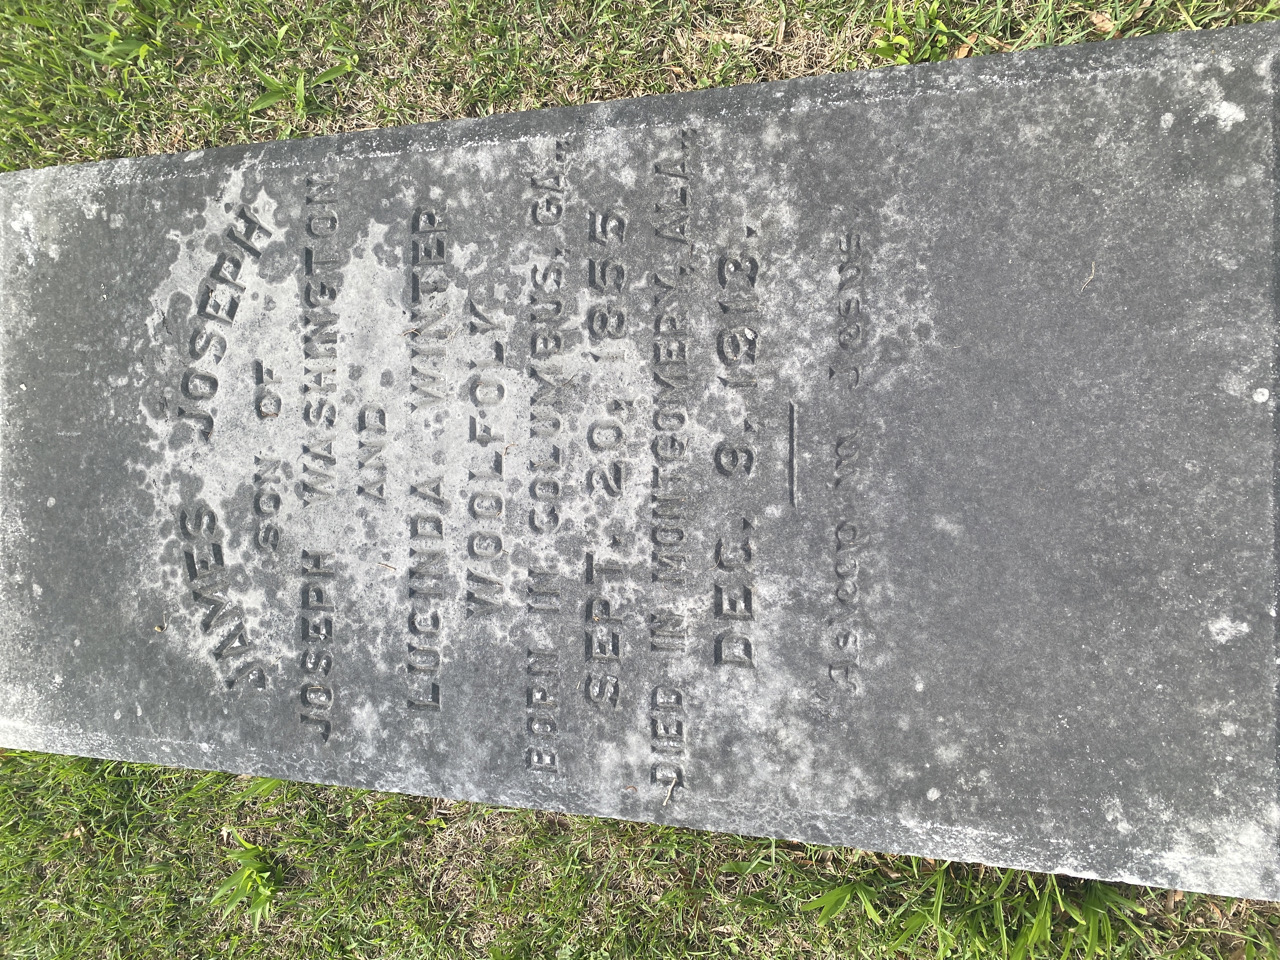 JAMES JOSEPH
SON OF
JOSEPH WASHINGTON
AND
LUCINDA WINTER
WOOLFOLK
BORN IN COLUMBUS, GA.,
SEPT. 20, 1855.
DIED IN MONTGOMERY, ALA.,
DEC. 9, 1913.
Asleep in Jesus.